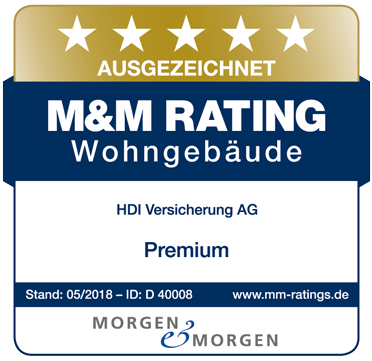 AUSGEZEICHNET
M&M RATING
Wohngebäude
HDI Versicherung AG
Premium
Stand: 05/2018 – ID: D 40008 www.mm-ratings.de
MORGEN
& MORGEN